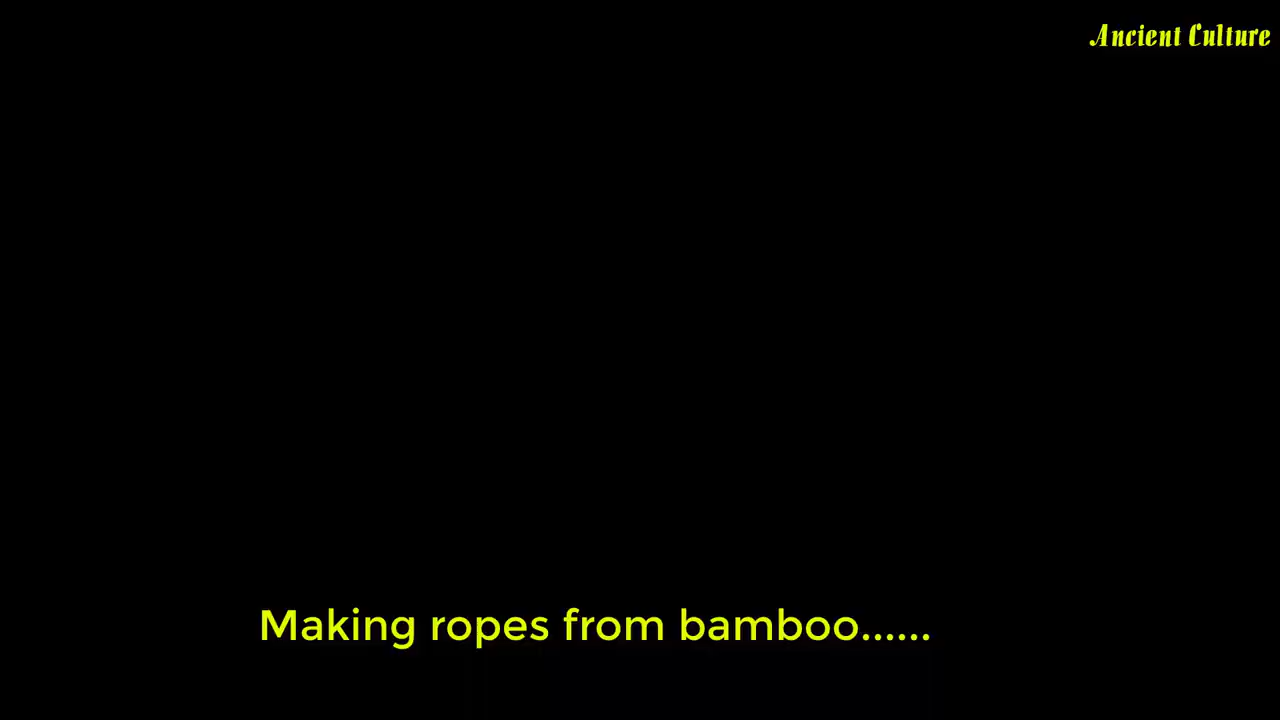 Ancient Culture
Making ropes from bamboo......